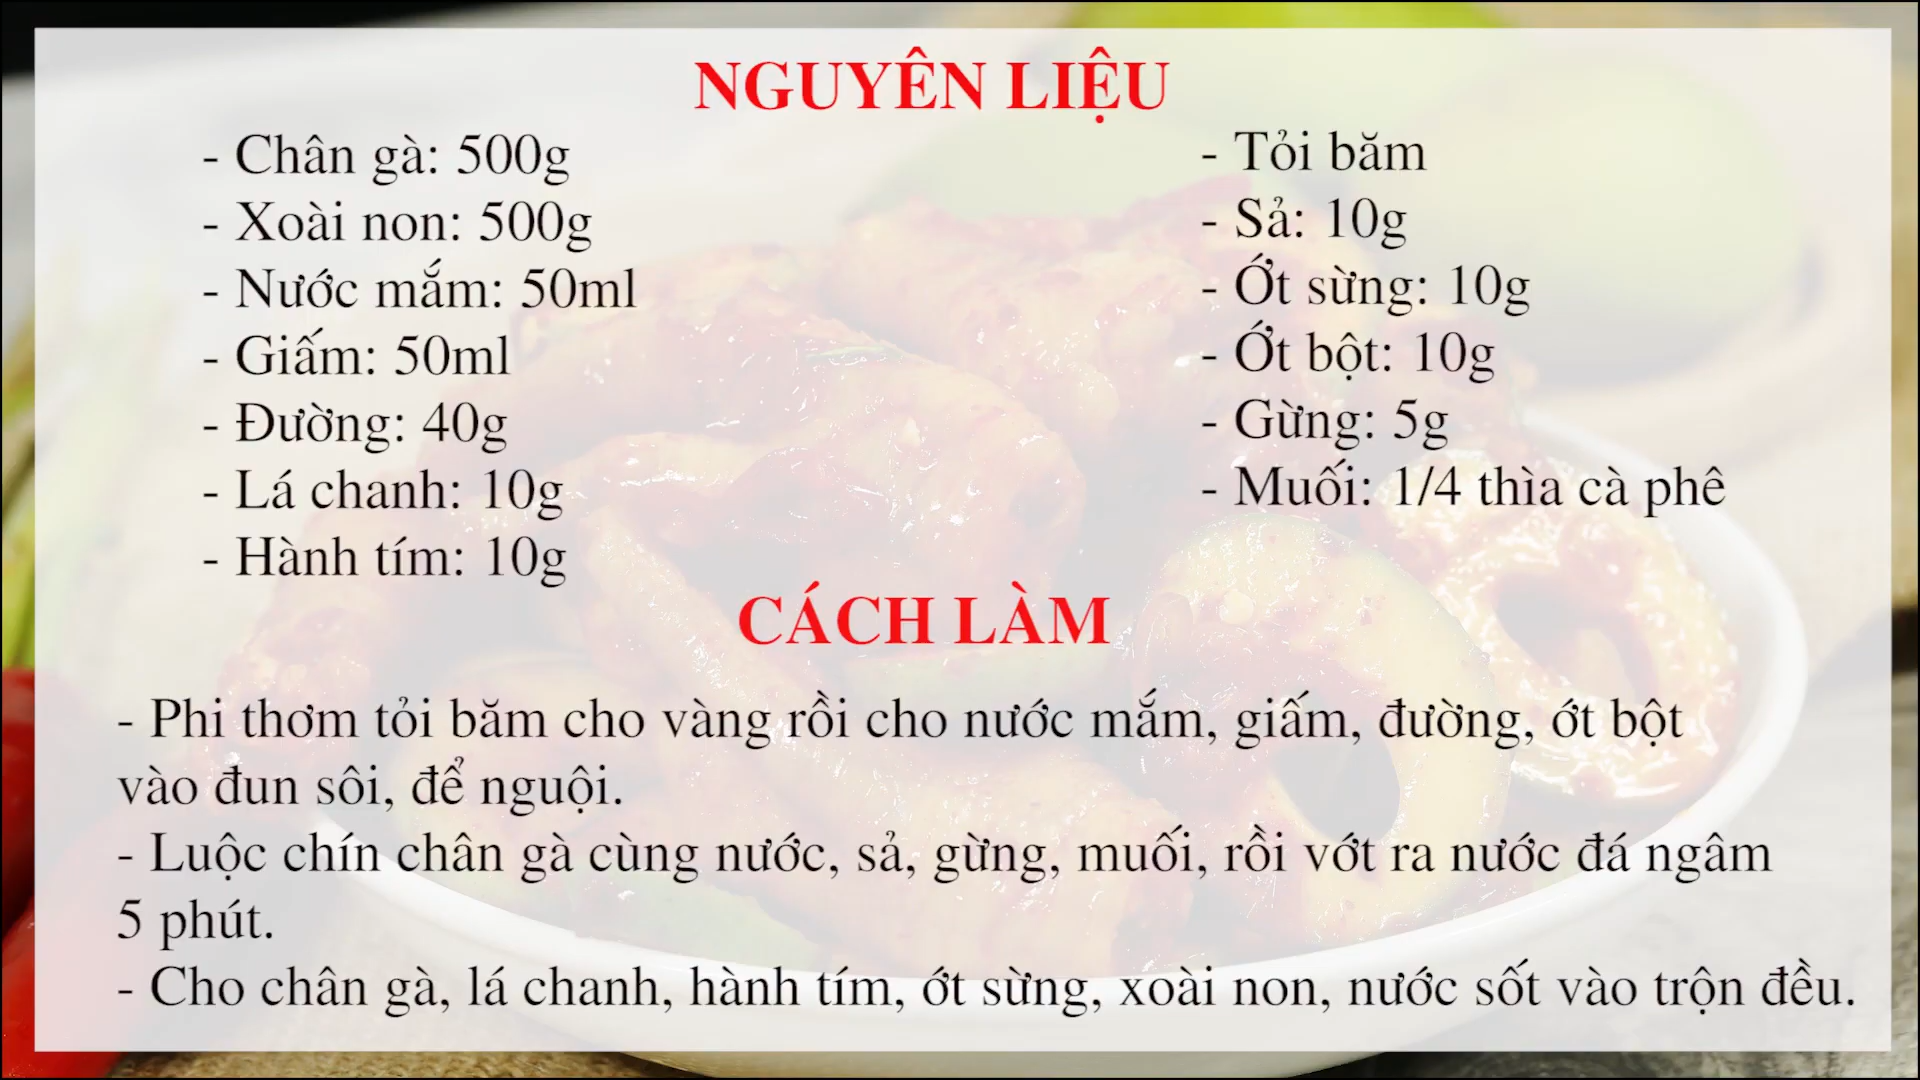 NGUYÊN LIỆU
- Chân gà: 500g
- Xoài non: 500g
- Nước mắm: 50ml
- Giấm: 50ml
- Đường: 40g
- Lá chanh: 10g
- Hành tím: 10g
- Tỏi băm
- Sả: 10g
- Ớt sừng: 10g
- Ớt bột: 10g
- Gừng: 5g
- Muối: 1/4 thìa cà phê
CÁCH LÀM
- Phi thơm tỏi băm cho vàng rồi cho nước mắm, giấm, đường, ớt bột
vào đun sôi, để nguội.
- Luộc chín chân gà cùng nước, sả, gừng, muối, rồi vớt ra nước đá ngâm
5 phút.
- Cho chân gà, lá chanh, hành tím, ớt sừng, xoài non, nước sốt vào trộn đều.